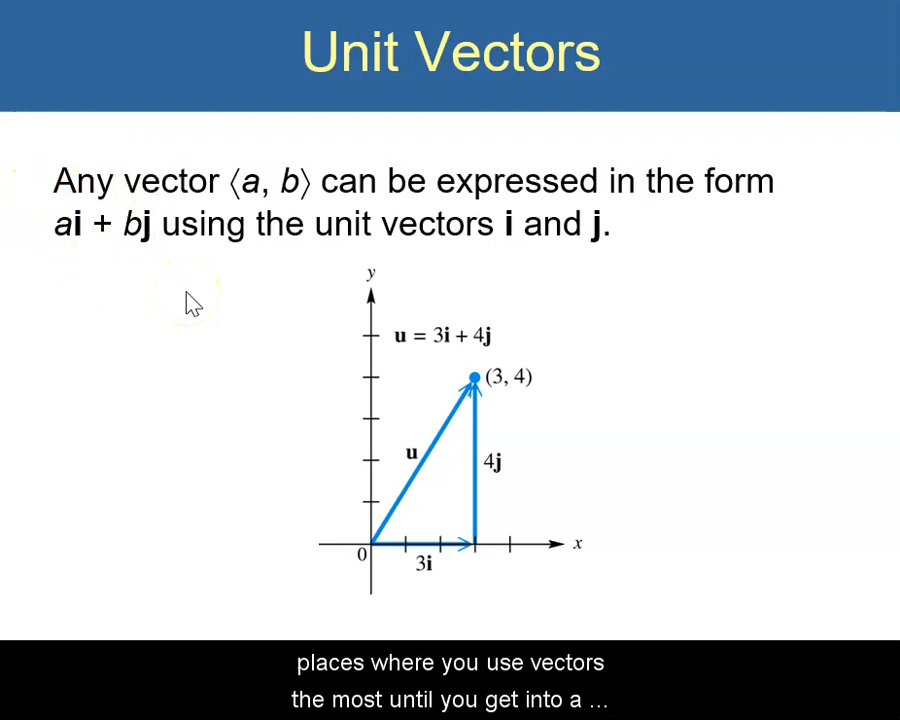 Unit Vectors
Any vector ⟨a, b⟩ can be expressed in the form
ai + bj using the unit vectors i and j.
y
u = 3i + 4j
(3, 4)
u
4j
0
x
3i
places where you use vectors
the most until you get into a ...